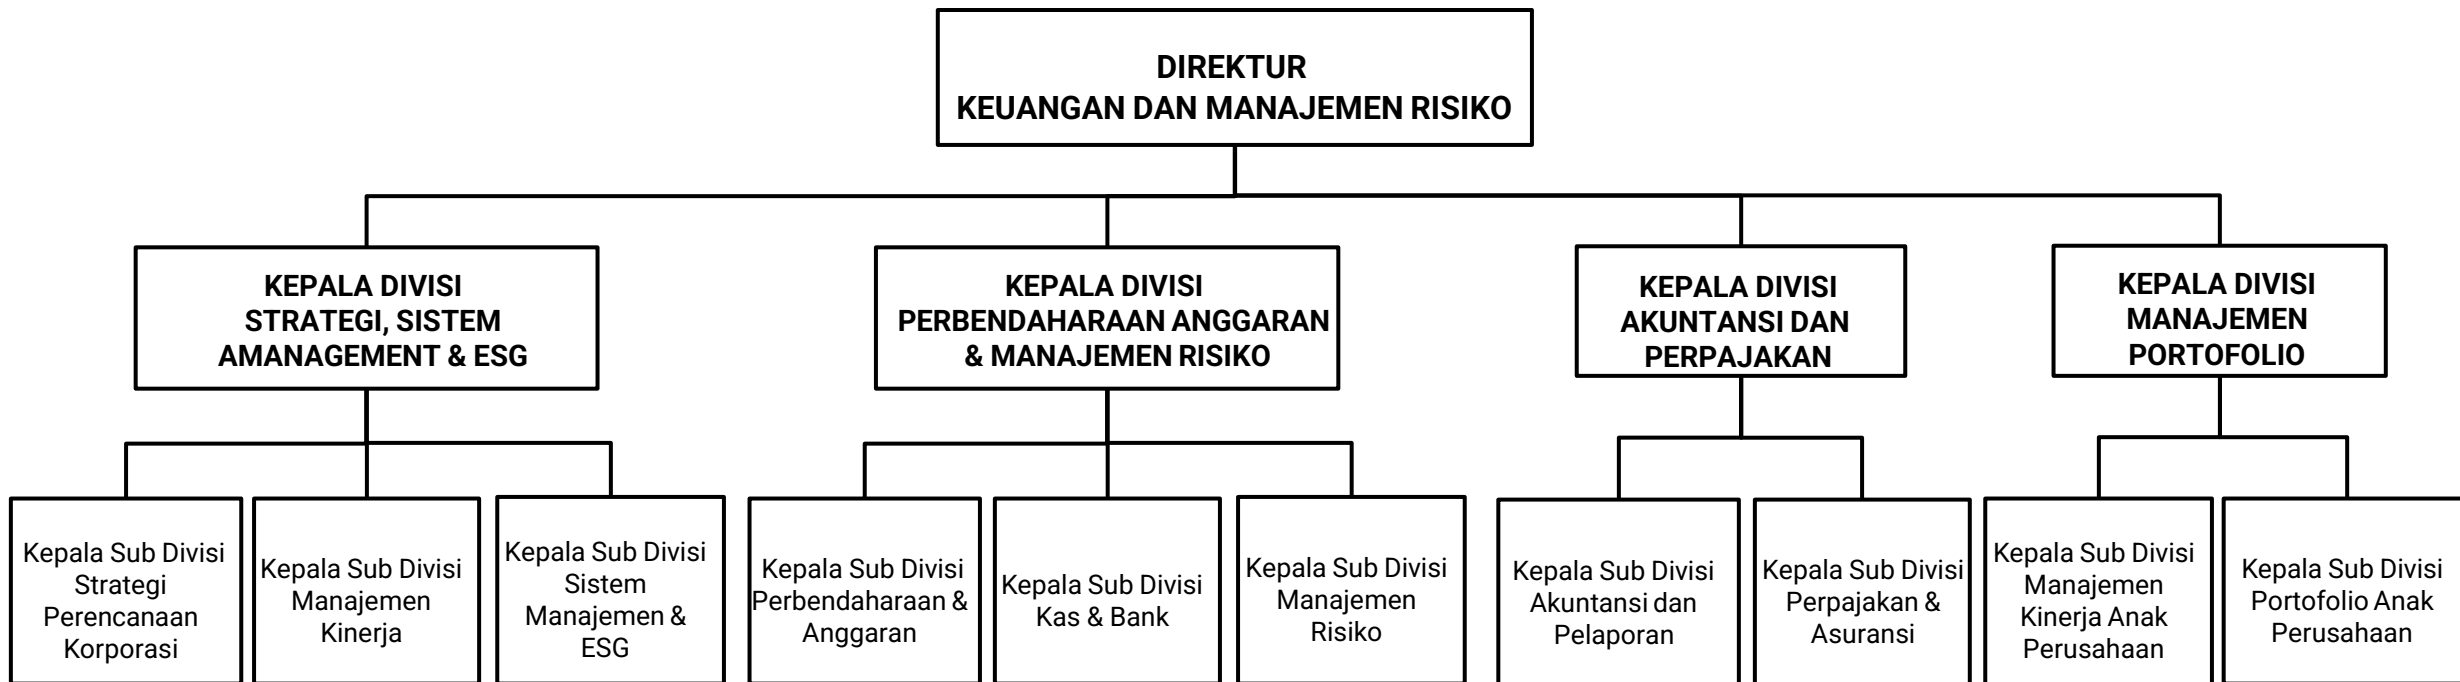 DIREKTUR
KEUANGAN DAN MANAJEMEN RISIKO
KEPALA DIVISI
STRATEGI, SISTEM
AMANAGEMENT & ESG
KEPALA DIVISI
PERBENDAHARAAN ANGGARAN
& MANAJEMEN RISIKO
KEPALA DIVISI
AKUNTANSI DAN
PERPAJAKAN
KEPALA DIVISI
MANAJEMEN
PORTOFOLIO
Kepala Sub Divisi
Strategi
Perencanaan
Korporasi
Kepala Sub Divisi
Manajemen
Kinerja
Kepala Sub Divisi
Sistem
Manajemen &
ESG
Kepala Sub Divisi
Perbendaharaan &
Anggaran
Kepala Sub Divisi
Kas & Bank
Kepala Sub Divisi
Manajemen
Risiko
Kepala Sub Divisi
Akuntansi dan
Pelaporan
Kepala Sub Divisi
Perpajakan &
Asuransi
Kepala Sub Divisi
Manajemen
Kinerja Anak
Perusahaan
Kepala Sub Divisi
Portofolio Anak
Perusahaan